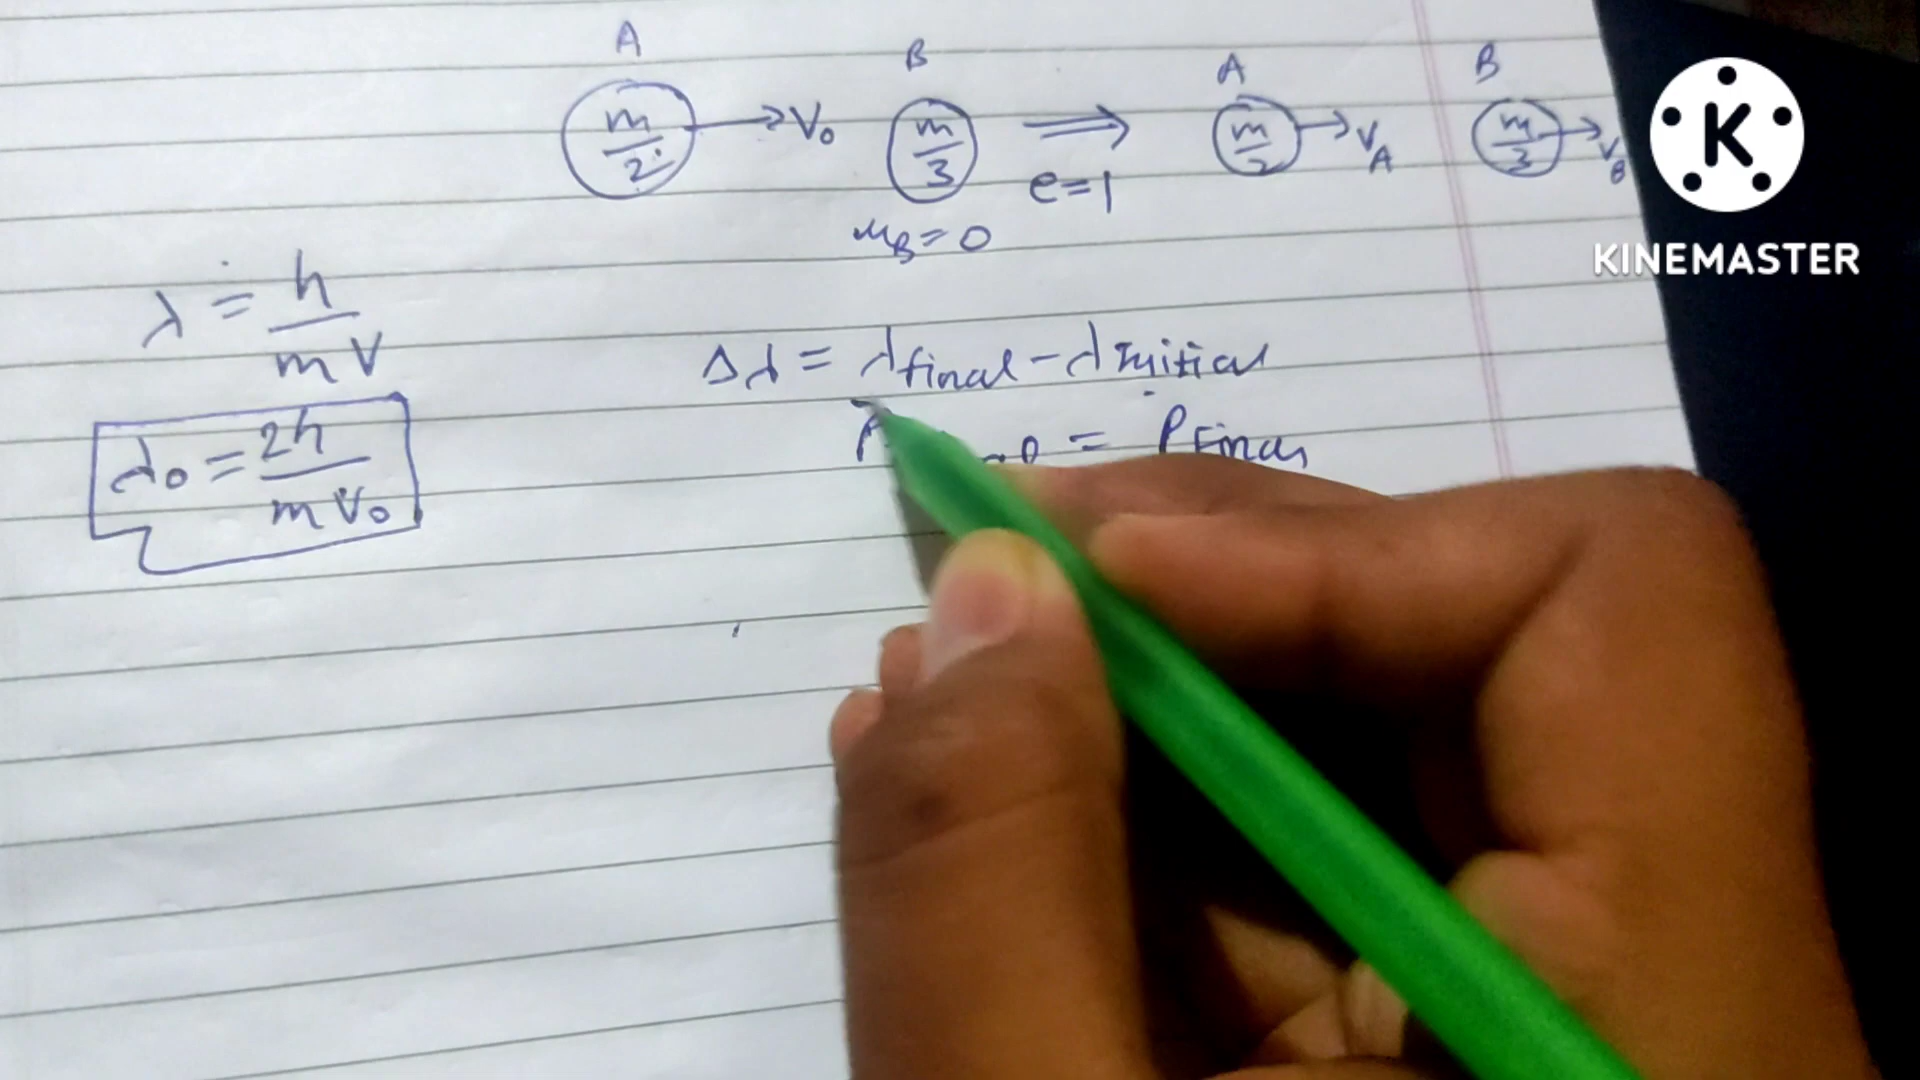 A B A B
m/2 → V₀ m/3 ⇒ m/2 → V_A m/3 → V_B
e=1
u_B = 0
λ = h/mV
Δλ = λfinal - λInitial
λ₀ = 2h/mV₀
= PFinal
K
KINEMASTER